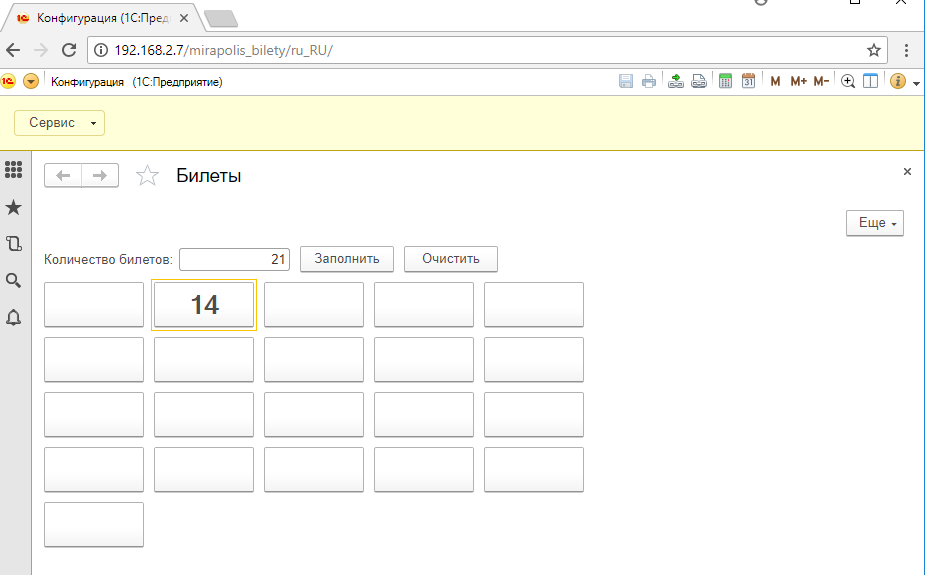 Конфигурация (1С:Пред
192.168.2.7/mirapolis_bilety/ru_RU/
Конфигурация (1С:Предприятие)
M M+ M-
31
Сервис
Билеты
Еще
Количество билетов: 21 Заполнить Очистить
14